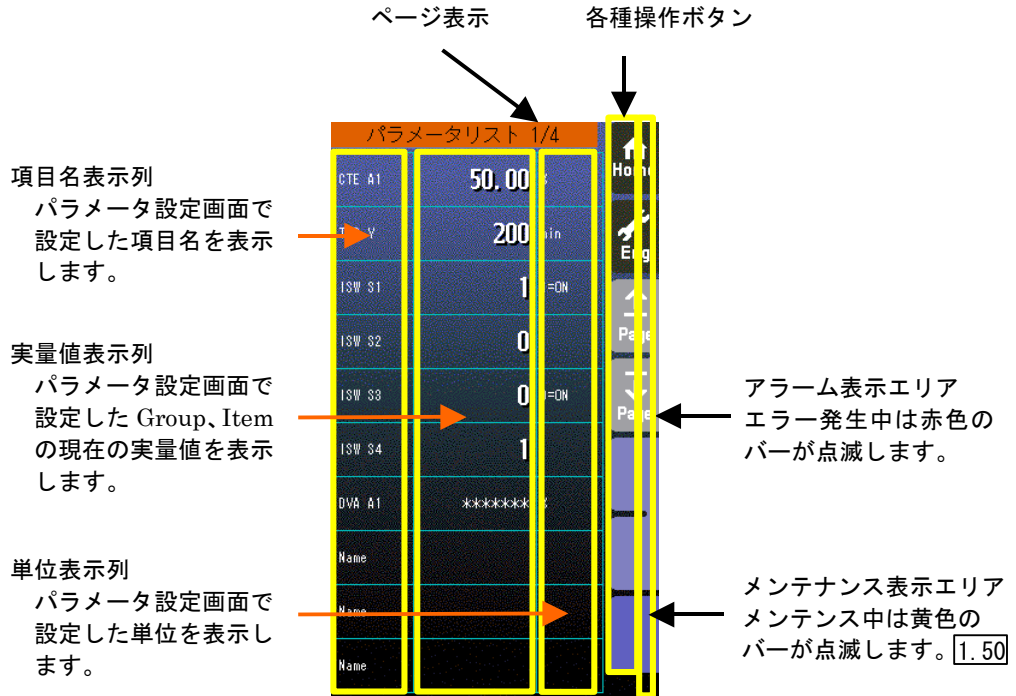 ページ表示
各種操作ボタン
項目名表示列
パラメータ設定画面で
設定した項目名を表示
します。
実量値表示列
パラメータ設定画面で
設定した Group、Item
の現在の実量値を表示
します。
単位表示列
パラメータ設定画面で
設定した単位を表示し
ます。
パラメータリスト 1/4
CTE A1 50.00 %
200
ISW S1 1 =ON
ISW S2 0
ISW S3 0 =ON
ISW S4 1
DVA A1 ******* %
Name
Name
Name
Home
Eng
Page
Page
アラーム表示エリア
エラー発生中は赤色の
バーが点滅します。
メンテナンス表示エリア
メンテンス中は黄色の
バーが点滅します。1.50